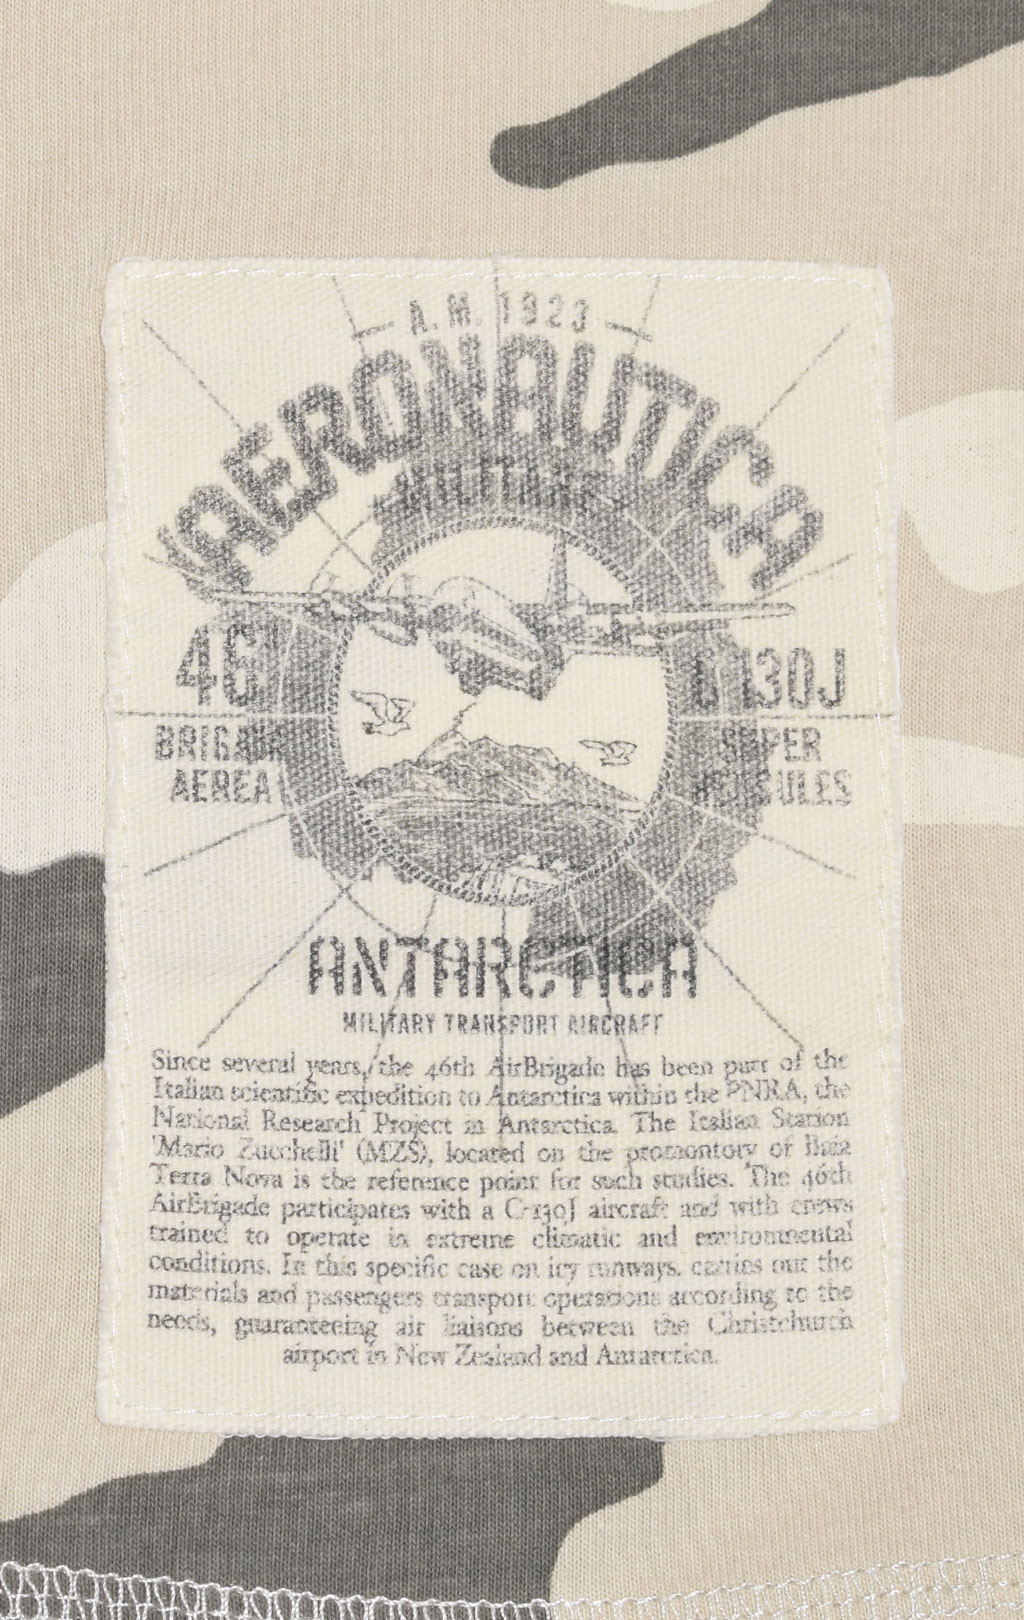 A.M. 1923
AERONAUTICA
MILITARE
46ª
BRIGATA
AEREA
C 130J
SUPER
HERCULES
ANTARCTICA
MILITARY TRANSPORT AIRCRAFT
Since several years, the 46th AirBrigade has been part of the
Italian scientific expedition to Antarctica within the PNRA, the
National Research Project in Antarctica. The Italian Station
'Mario Zucchelli' (MZS), located on the promontory of Baia
Terra Nova is the reference point for such studies. The 46th
AirBrigade participates with a C-130J aircraft and with crews
trained to operate in extreme climatic and environmental
conditions. In this specific case on icy runways, carries out the
materials and passengers transport operations according to the
needs, guaranteeing air liaisons between the Christchurch
airport in New Zealand and Antarctica.